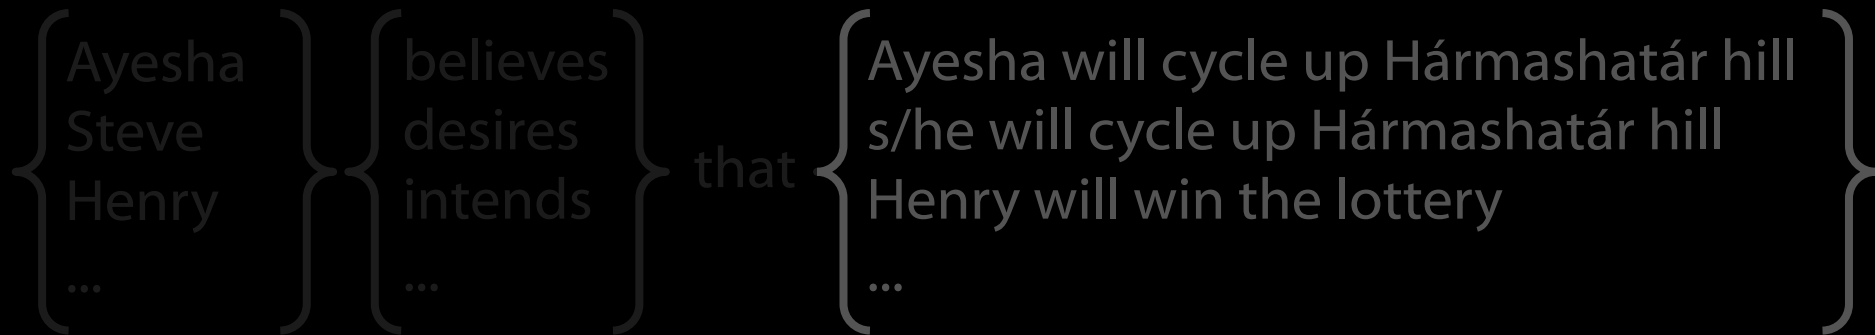 Ayesha
Steve
Henry
...
believes
desires
intends
...
that
Ayesha will cycle up Hármashatár hill
s/he will cycle up Hármashatár hill
Henry will win the lottery
...